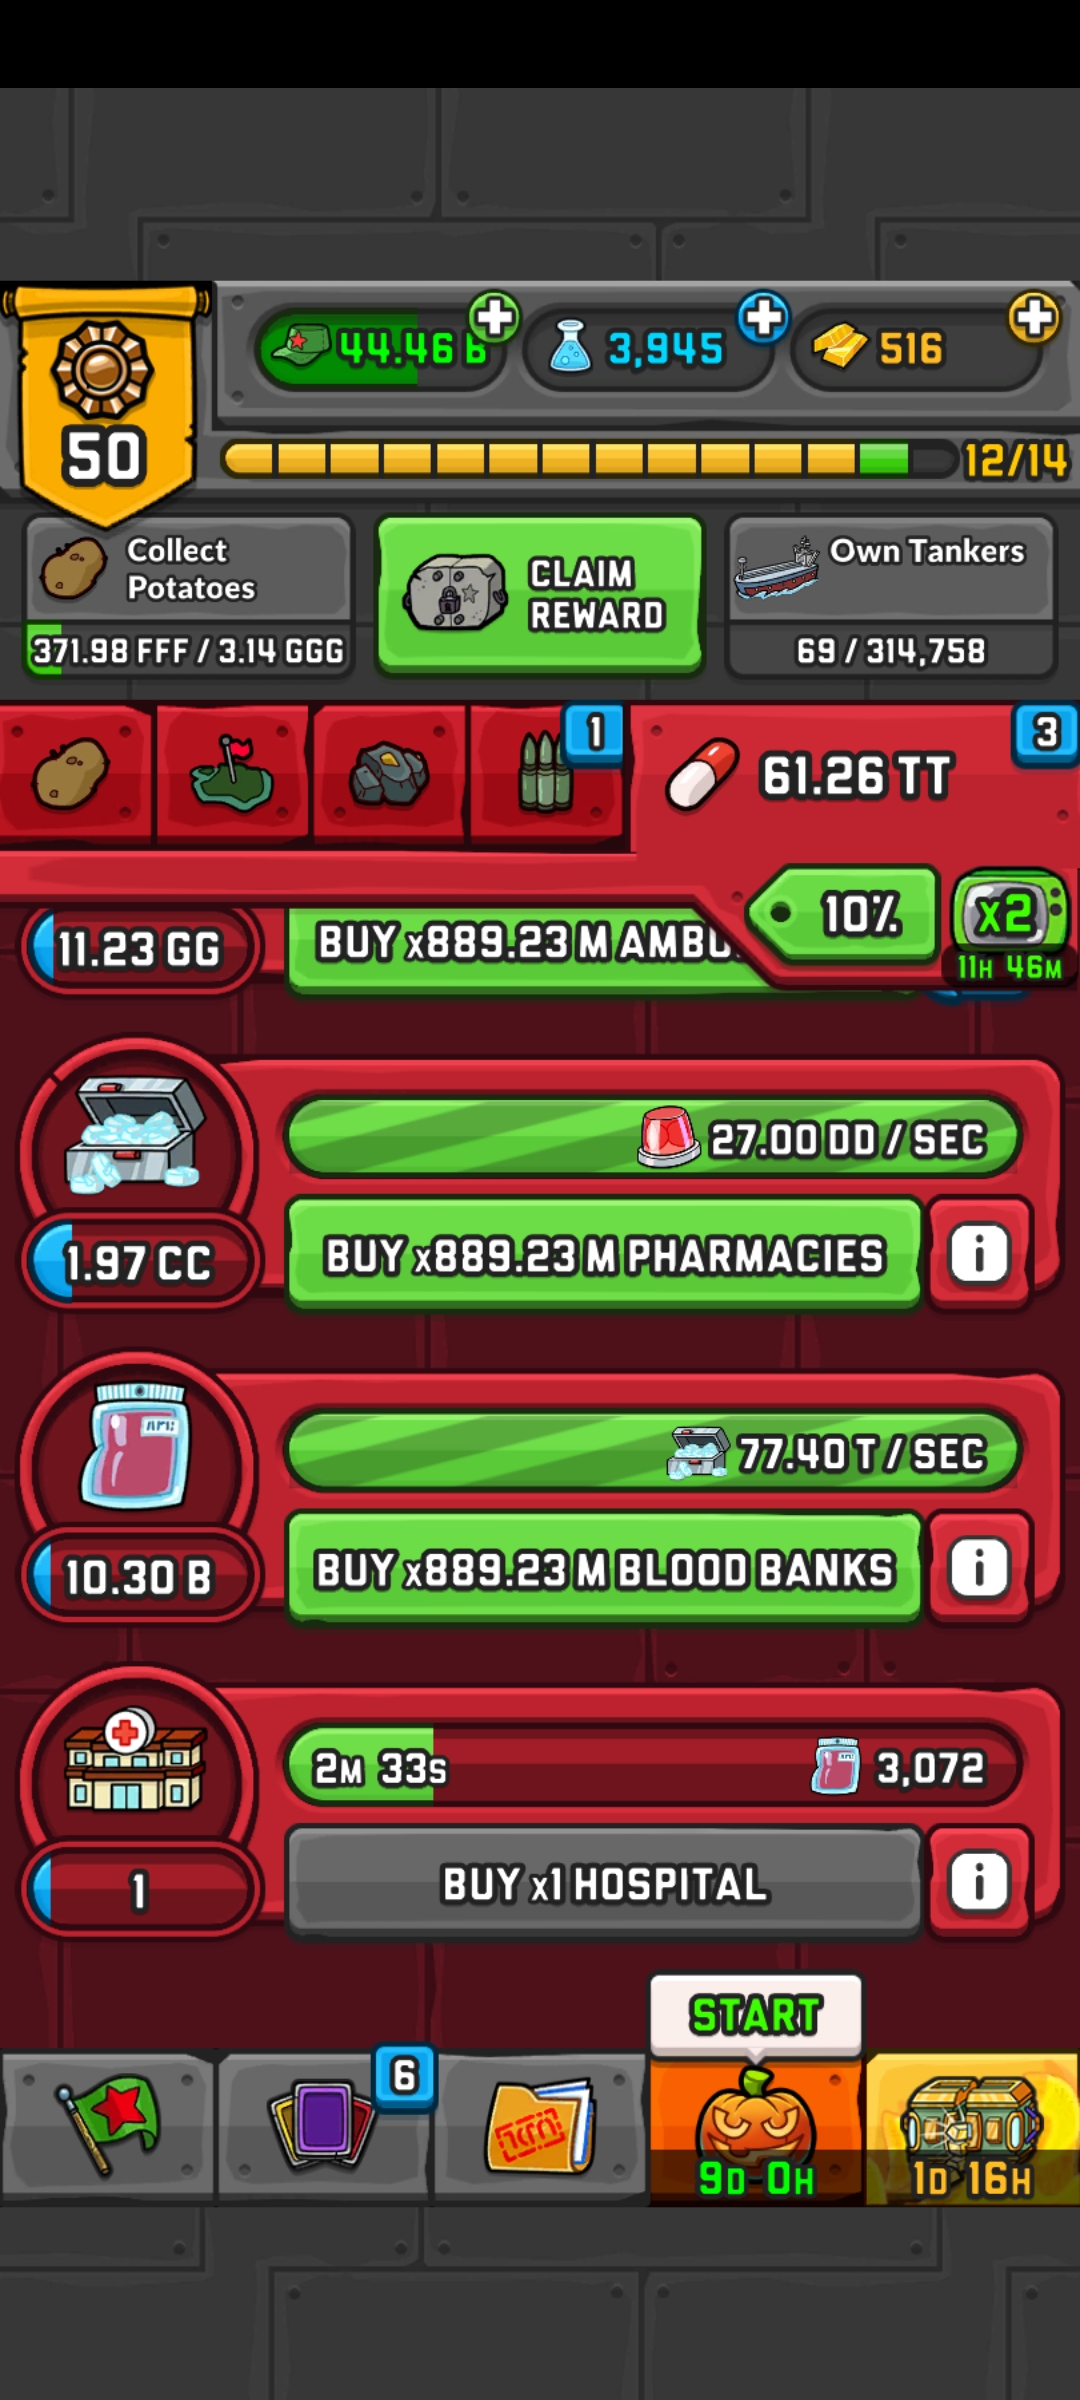 44.46 B
3,945
516
50
12/14
Collect
Potatoes
371.98 FFF / 3.14 GGG
CLAIM
REWARD
Own Tankers
69 / 314,758
1
61.26 TT
3
10%
x2
11H 46M
11.23 GG
BUY x889.23 M AMBU
27.00 DD / SEC
1.97 CC
BUY x889.23 M PHARMACIES
i
77.40 T / SEC
10.30 B
BUY x889.23 M BLOOD BANKS
i
2M 33S
3,072
1
BUY x1 HOSPITAL
i
START
6
9D 0H
1D 16H